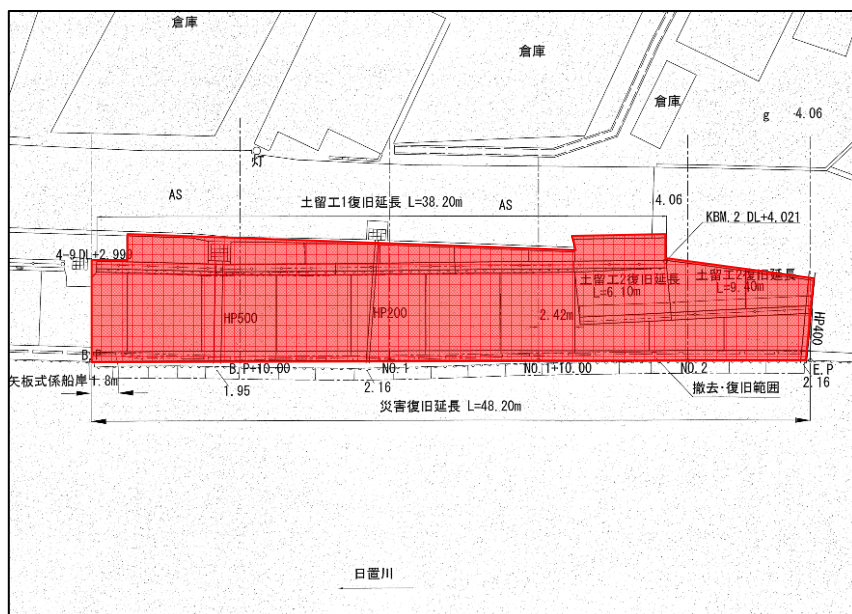 倉庫
倉庫
倉庫
g 4.06
灯
AS
土留工1復旧延長 L=38.20m
AS
4.06
KBM.2 DL+4.021
4-9 DL+2.999
土留工2復旧延長
L=6.10m
土留工2復旧延長
L=9.40m
HP500
HP200
2.42m
HP400
B.P
B.P+10.00
NO.1
NO.1+10.00
NO.2
E.P
矢板式係船岸
1.8m
1.95
2.16
撤去・復旧範囲
2.16
災害復旧延長 L=48.20m
日置川